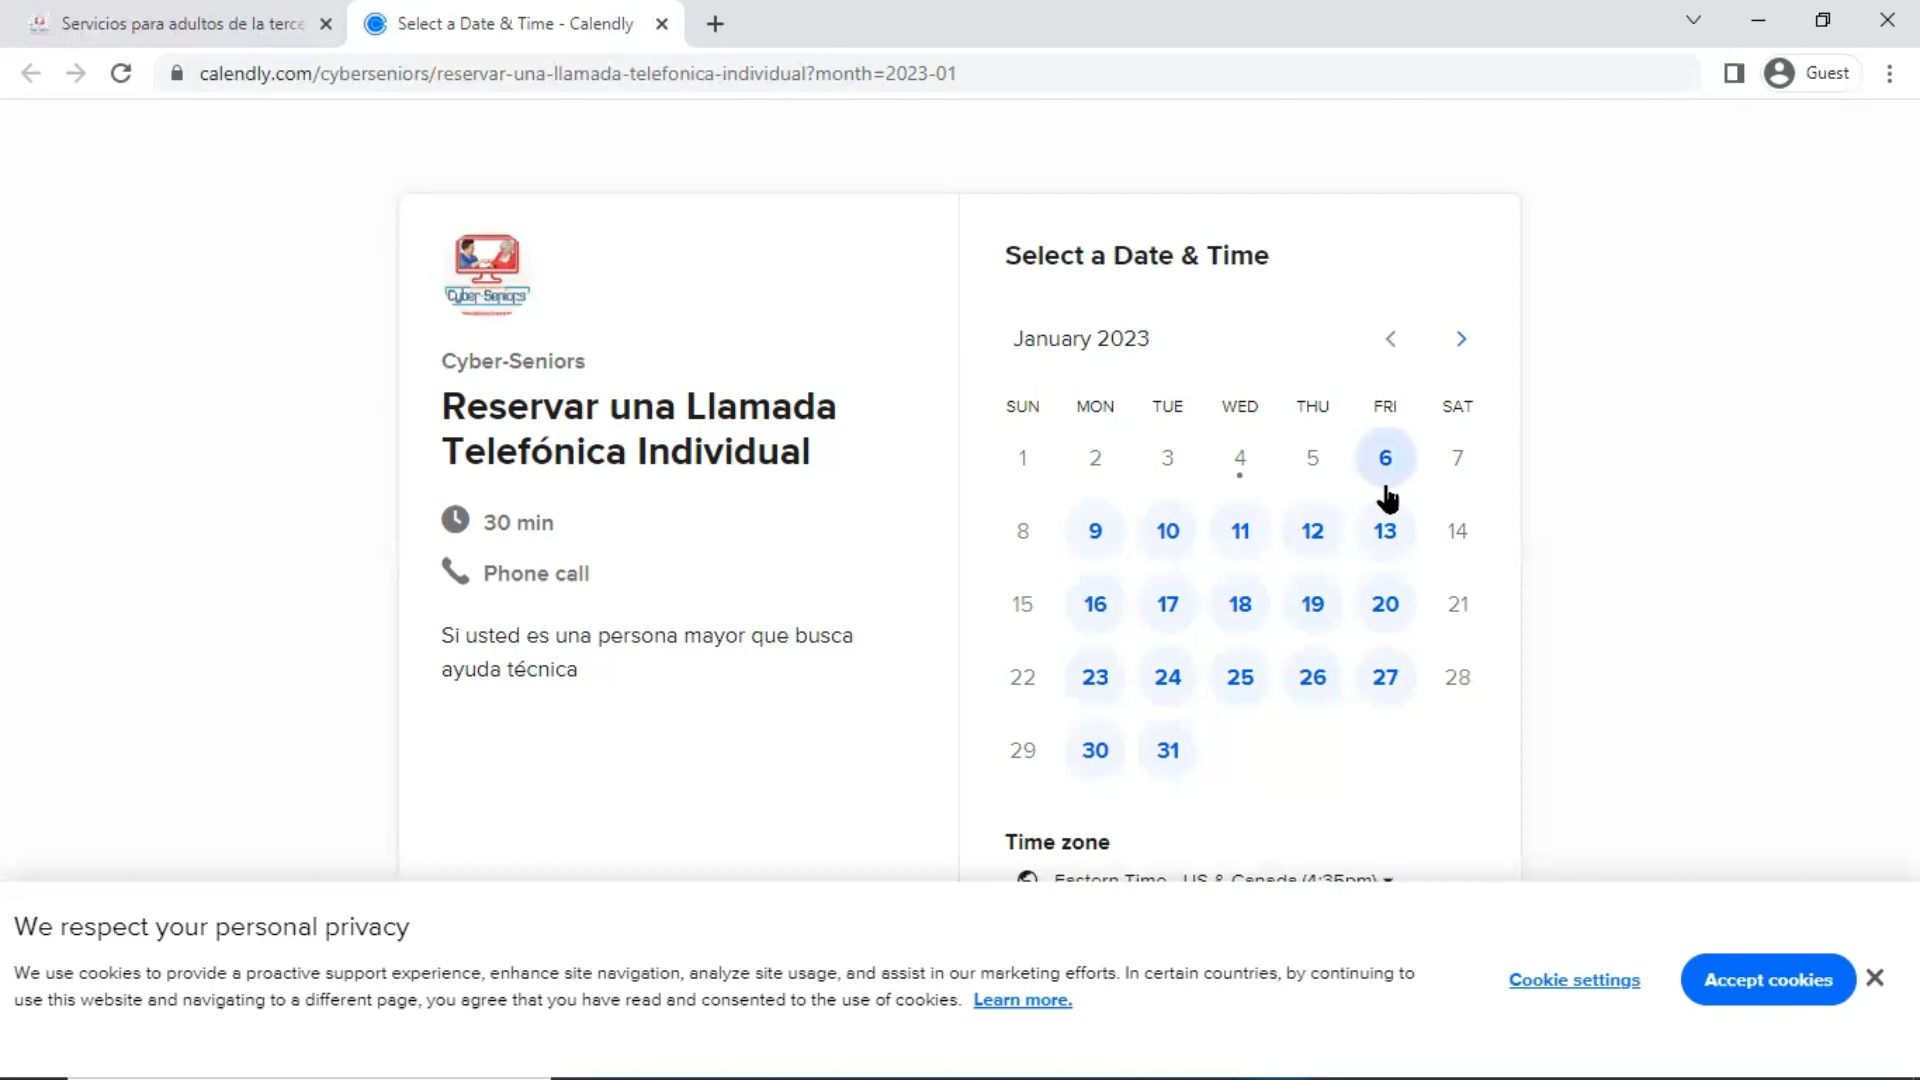 Servicios para adultos de la terce
Select a Date & Time - Calendly
calendly.com/cyberseniors/reservar-una-llamada-telefonica-individual?month=2023-01
Guest
Cyber-Seniors
Cyber-Seniors
Reservar una Llamada
Telefónica Individual
30 min
Phone call
Si usted es una persona mayor que busca
ayuda técnica
Select a Date & Time
January 2023
SUN MON TUE WED THU FRI SAT
1 2 3 4 5 6 7
8 9 10 11 12 13 14
15 16 17 18 19 20 21
22 23 24 25 26 27 28
29 30 31
Time zone
Eastern Time - US & Canada (4:35pm)
We respect your personal privacy
We use cookies to provide a proactive support experience, enhance site navigation, analyze site usage, and assist in our marketing efforts. In certain countries, by continuing to
use this website and navigating to a different page, you agree that you have read and consented to the use of cookies. Learn more.
Cookie settings
Accept cookies